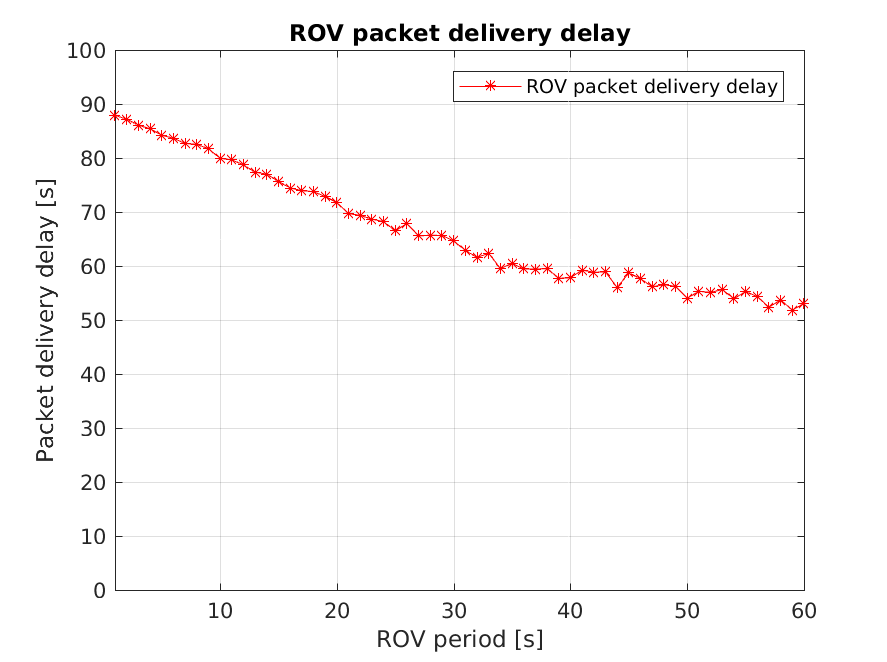 ROV packet delivery delay
100
90
80
70
60
50
40
30
20
10
0
Packet delivery delay [s]
ROV packet delivery delay
10 20 30 40 50 60
ROV period [s]